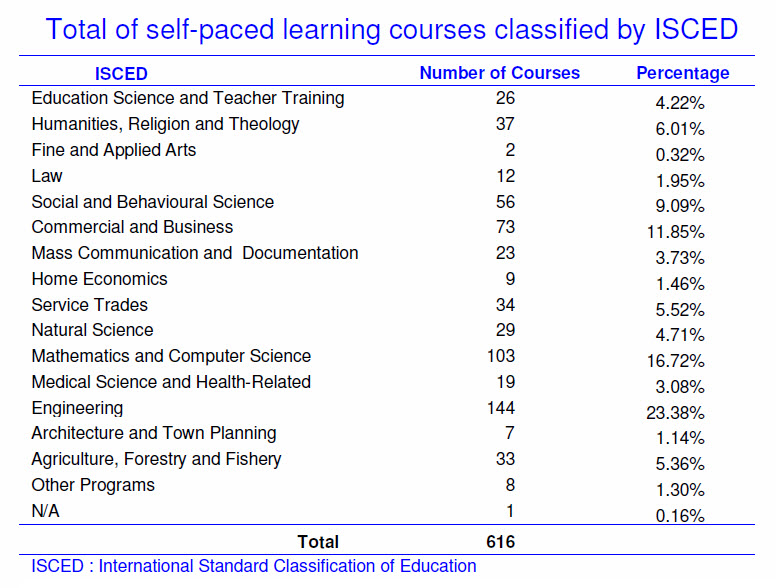 Total of self-paced learning courses classified by ISCED
ISCED Number of Courses Percentage
Education Science and Teacher Training 26 4.22%
Humanities, Religion and Theology 37 6.01%
Fine and Applied Arts 2 0.32%
Law 12 1.95%
Social and Behavioural Science 56 9.09%
Commercial and Business 73 11.85%
Mass Communication and Documentation 23 3.73%
Home Economics 9 1.46%
Service Trades 34 5.52%
Natural Science 29 4.71%
Mathematics and Computer Science 103 16.72%
Medical Science and Health-Related 19 3.08%
Engineering 144 23.38%
Architecture and Town Planning 7 1.14%
Agriculture, Forestry and Fishery 33 5.36%
Other Programs 8 1.30%
N/A 1 0.16%
Total 616
ISCED : International Standard Classification of Education